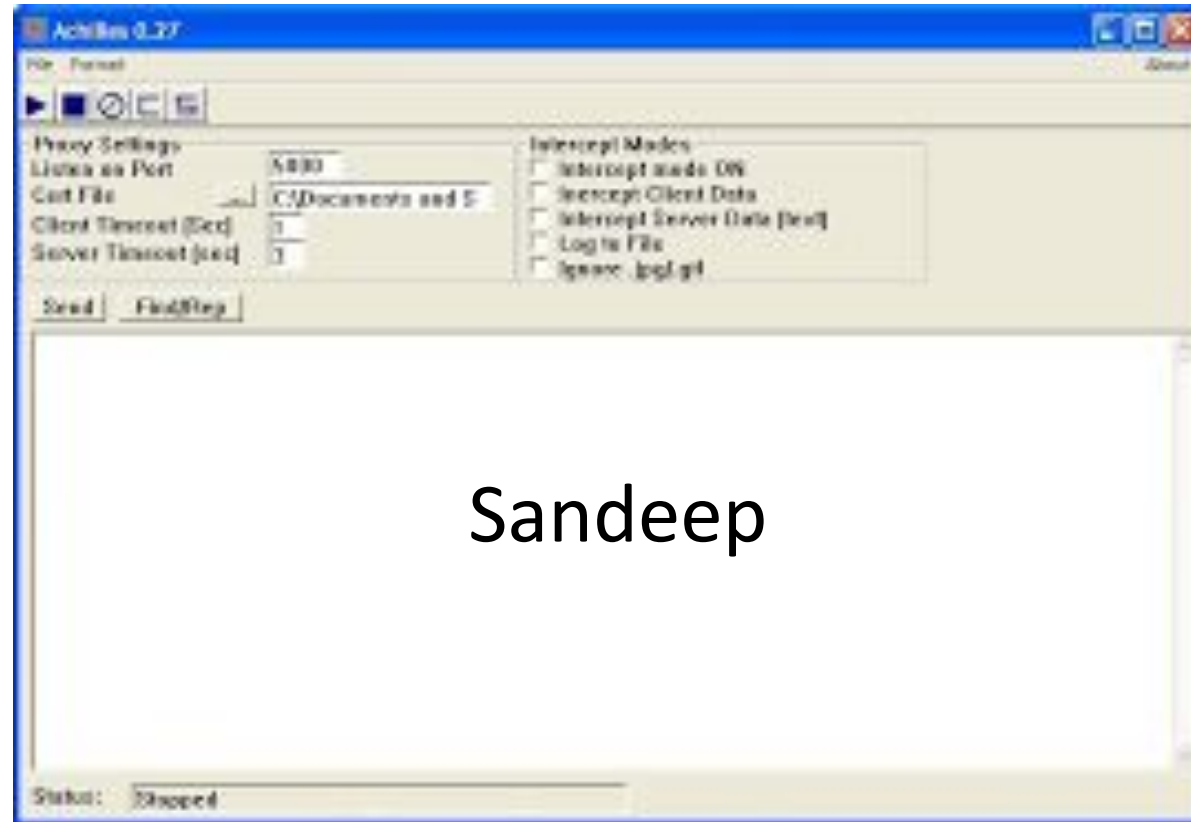 Achilles 0.27
File Format About
Proxy Settings
Listen on Port 5000
Cert File ... C:\Documents and S
Client Timeout (Sec) 1
Server Timeout (sec) 3
Intercept Modes
Intercept mode ON
Inercept Client Data
Intercept Server Data (text)
Log to File
Ignore .jpg/.gif
Send Find/Rep
Sandeep
Status: Stopped